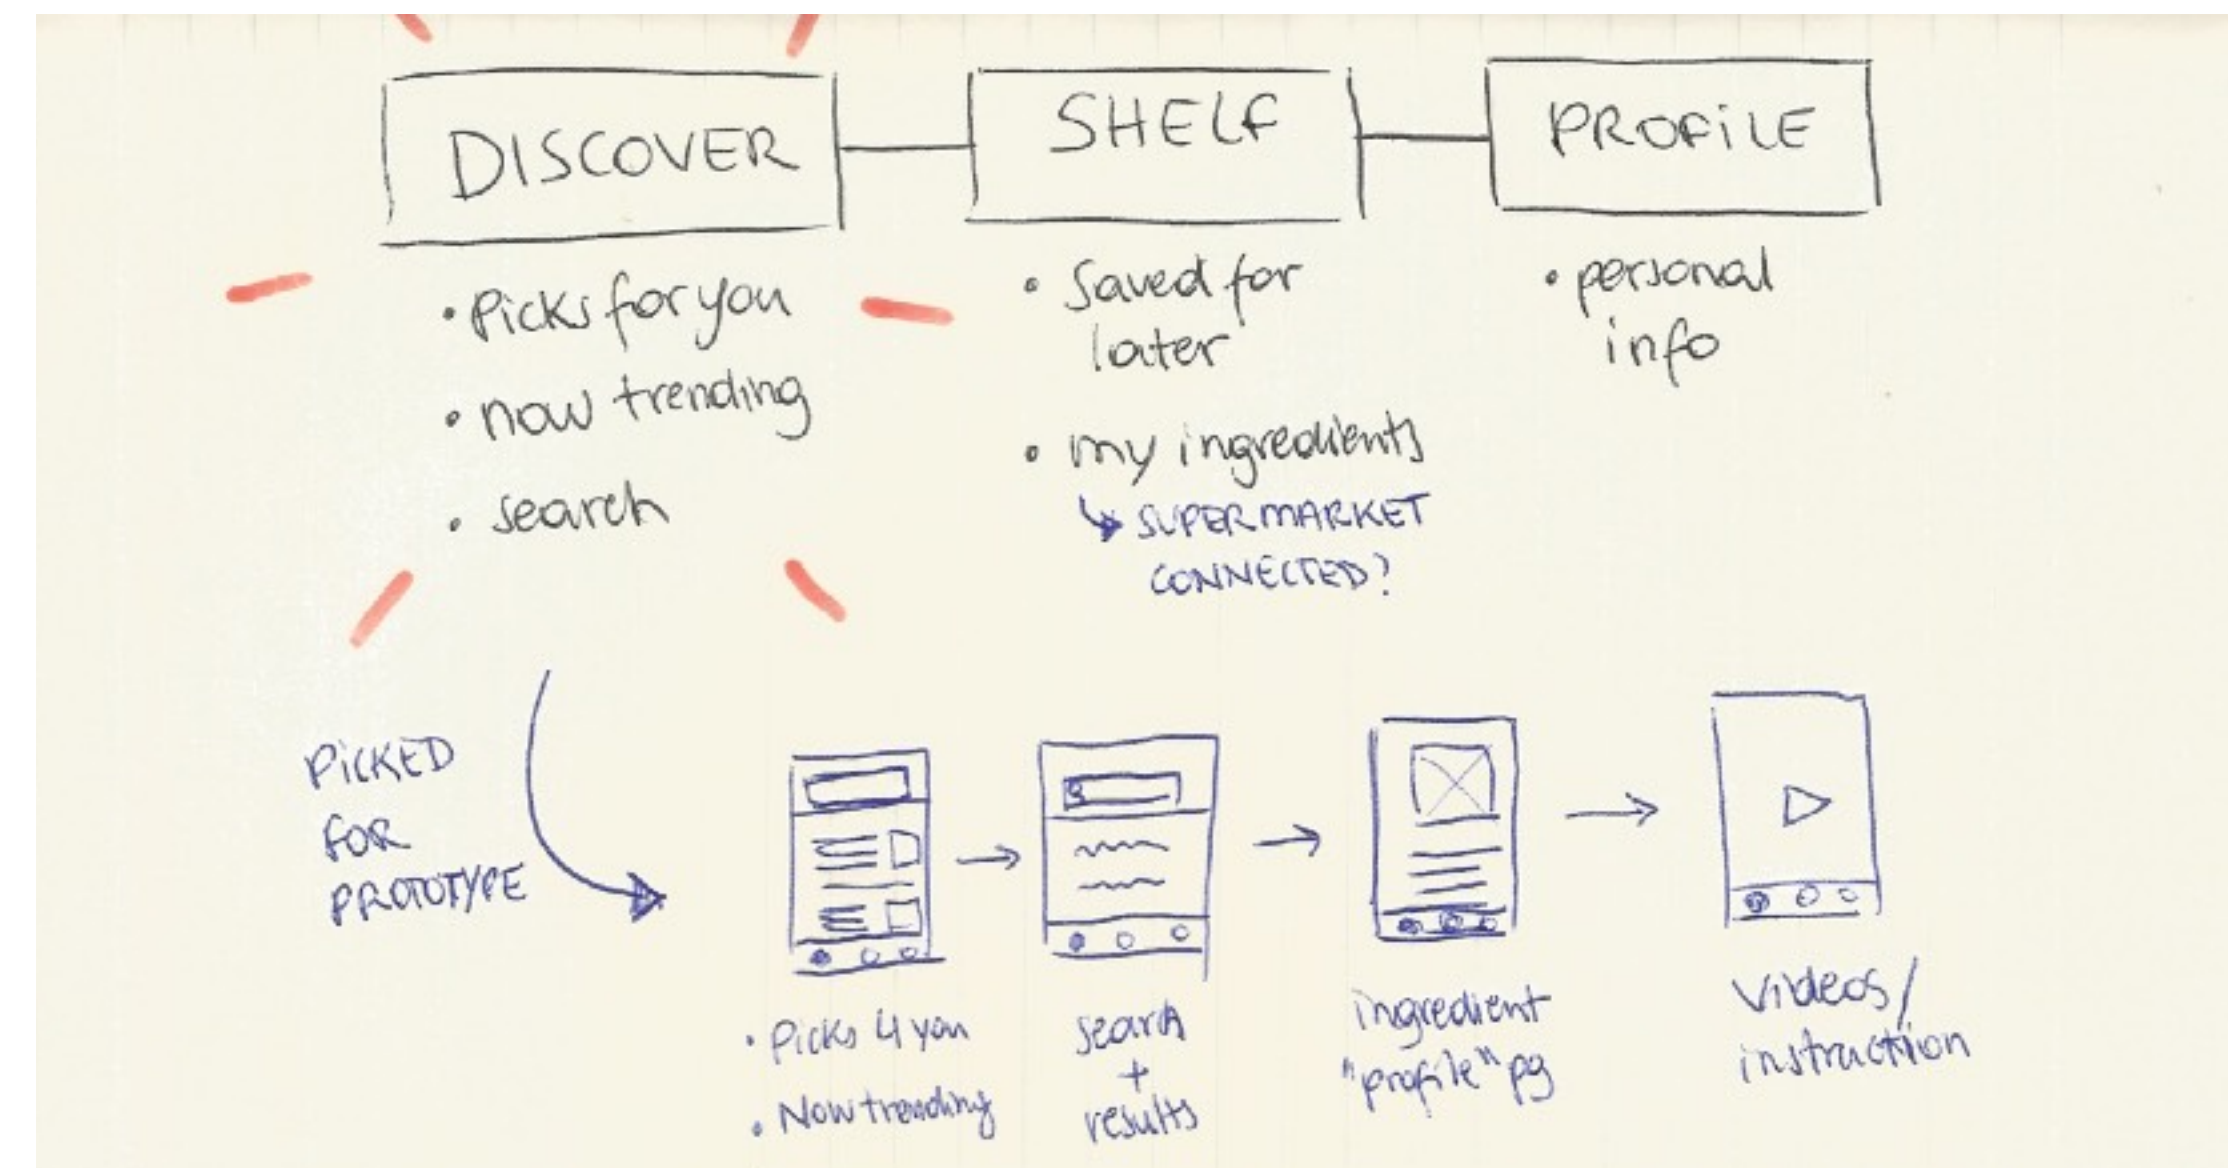 DISCOVER
SHELF
PROFILE
• Picks for you
• now trending
• search
• Saved for
later
• my ingredients
↳ SUPERMARKET
CONNECTED?
• personal
info
PICKED
FOR
PROTOTYPE
• Picks 4 you
• Now trending
search
+
results
ingredient
"profile" pg
Videos/
instruction